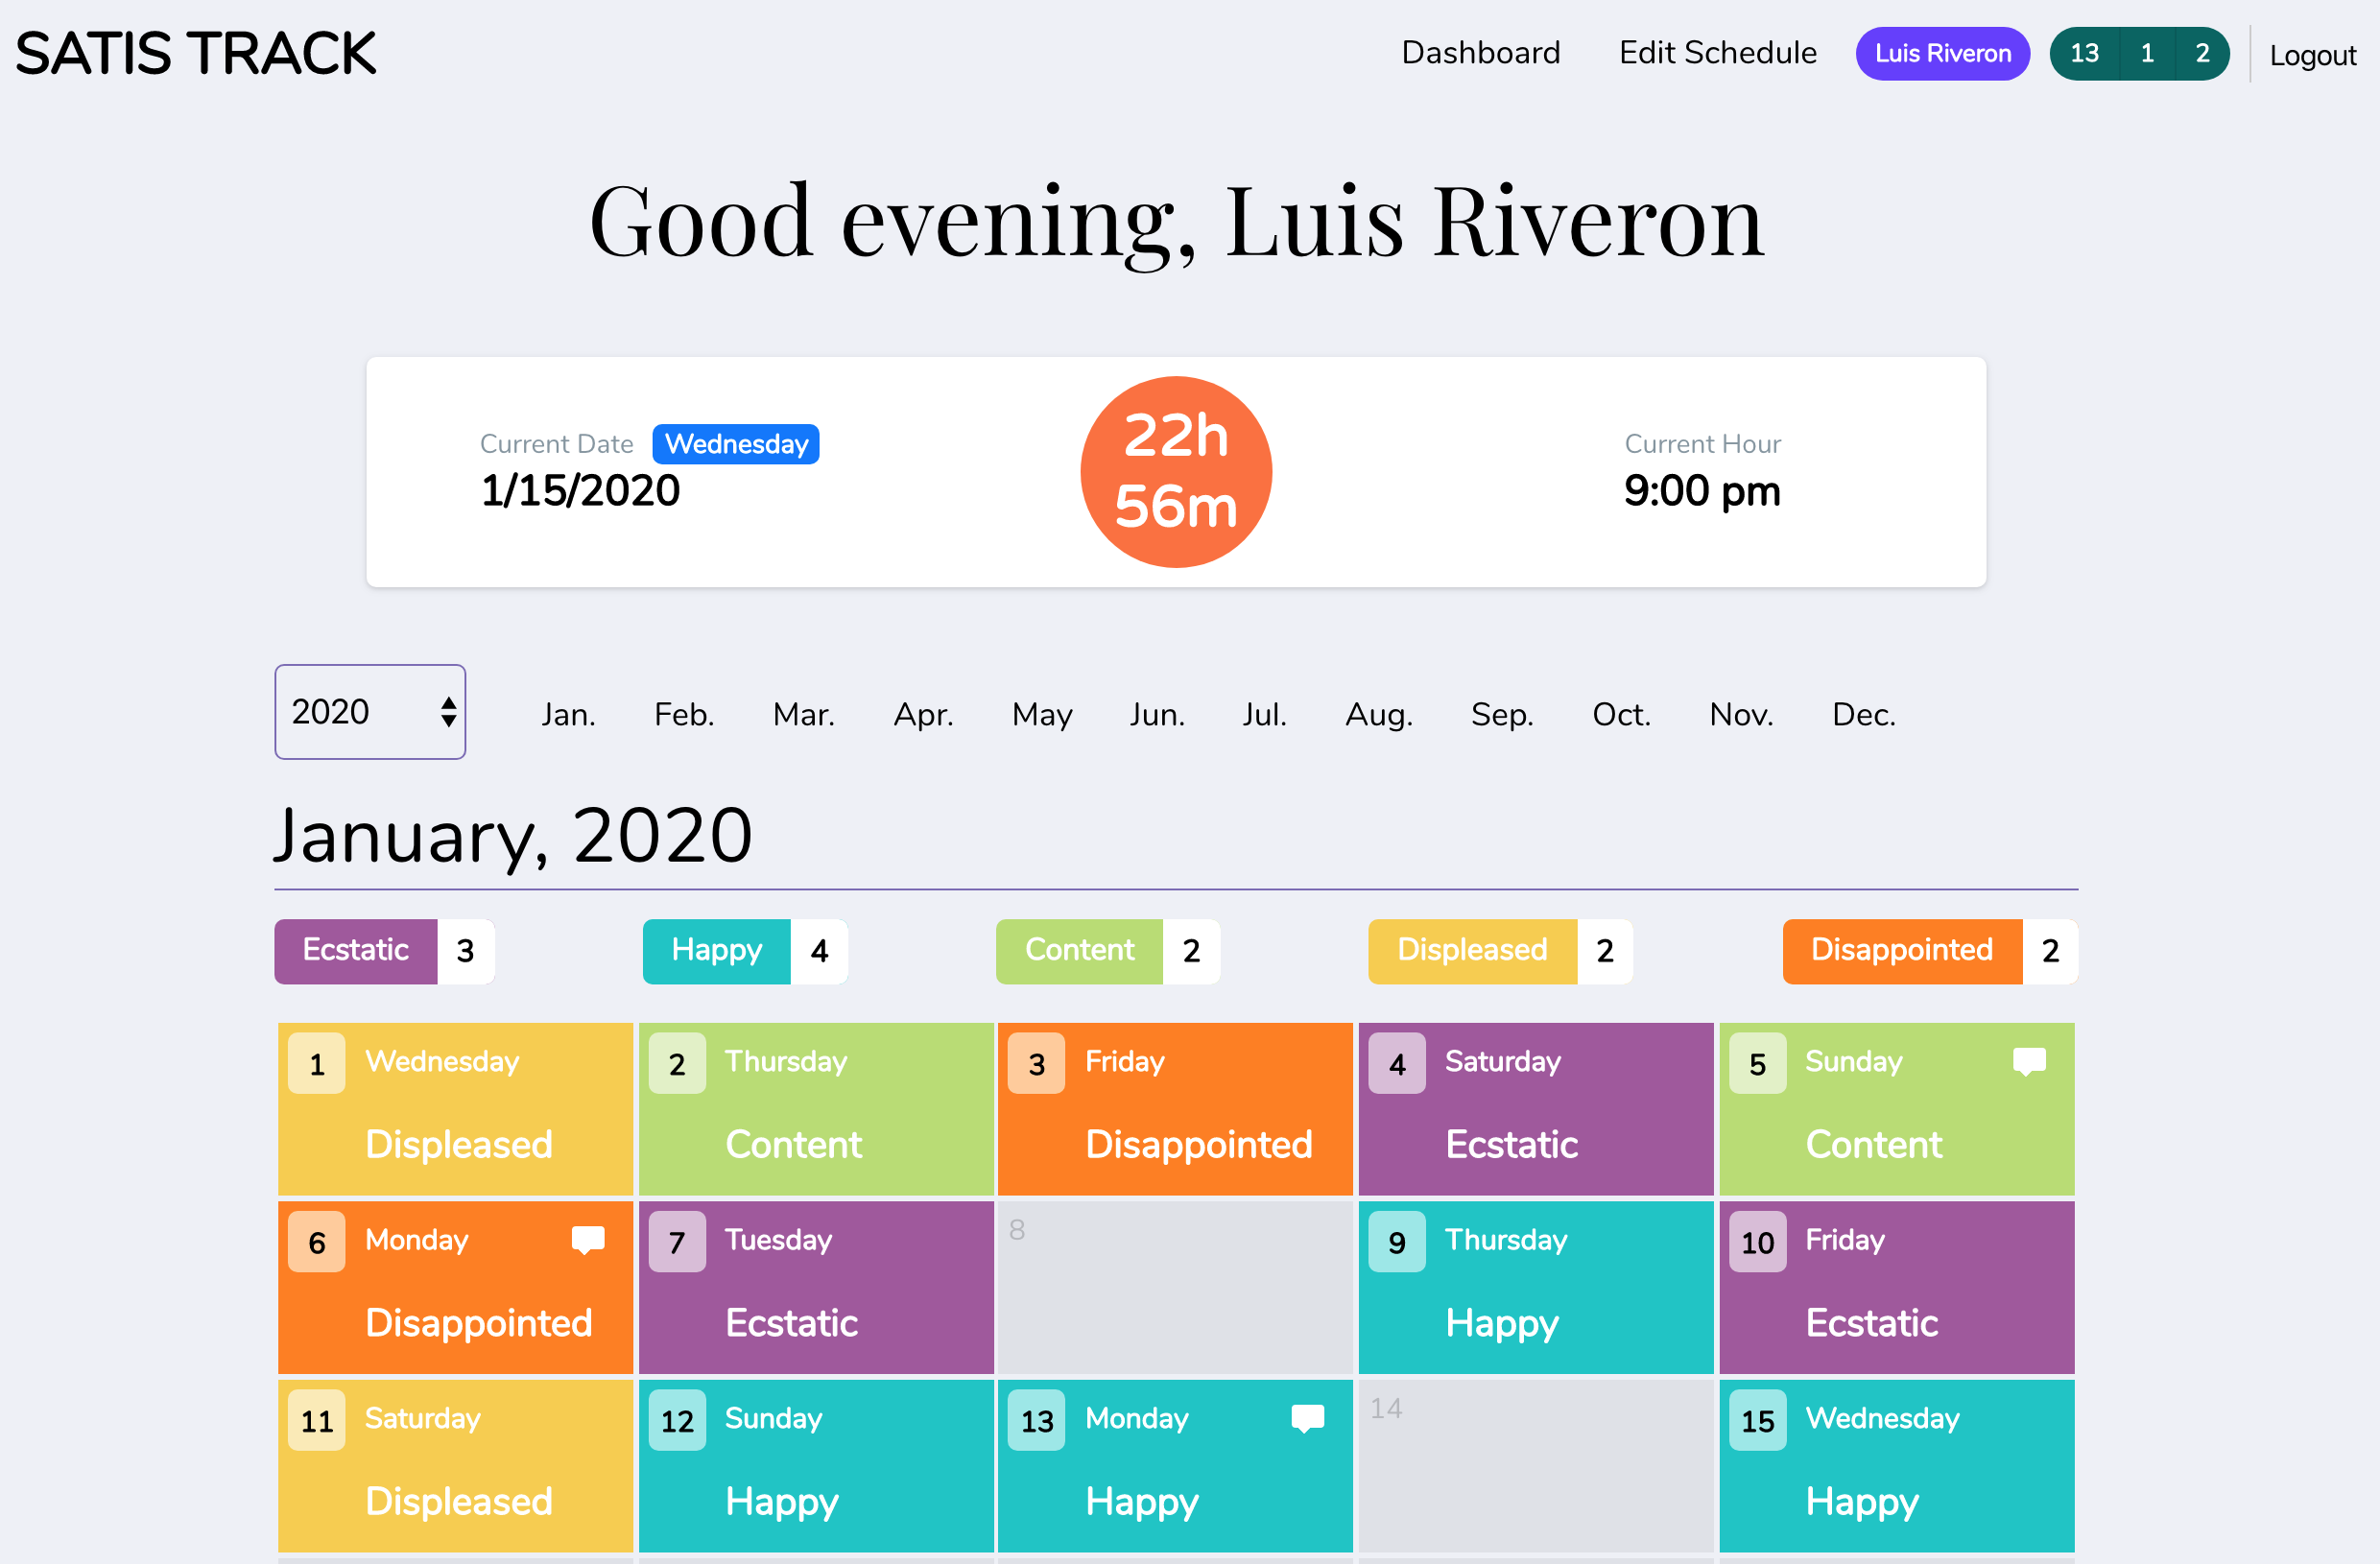 SATIS TRACK
Dashboard Edit Schedule Luis Riveron 13 1 2 Logout
Good evening, Luis Riveron
Current Date Wednesday
1/15/2020
22h
56m
Current Hour
9:00 pm
2020 Jan. Feb. Mar. Apr. May Jun. Jul. Aug. Sep. Oct. Nov. Dec.
January, 2020
Ecstatic 3 Happy 4 Content 2 Displeased 2 Disappointed 2
1 Wednesday
Displeased
2 Thursday
Content
3 Friday
Disappointed
4 Saturday
Ecstatic
5 Sunday
Content
6 Monday
Disappointed
7 Tuesday
Ecstatic
8
9 Thursday
Happy
10 Friday
Ecstatic
11 Saturday
Displeased
12 Sunday
Happy
13 Monday
Happy
14
15 Wednesday
Happy